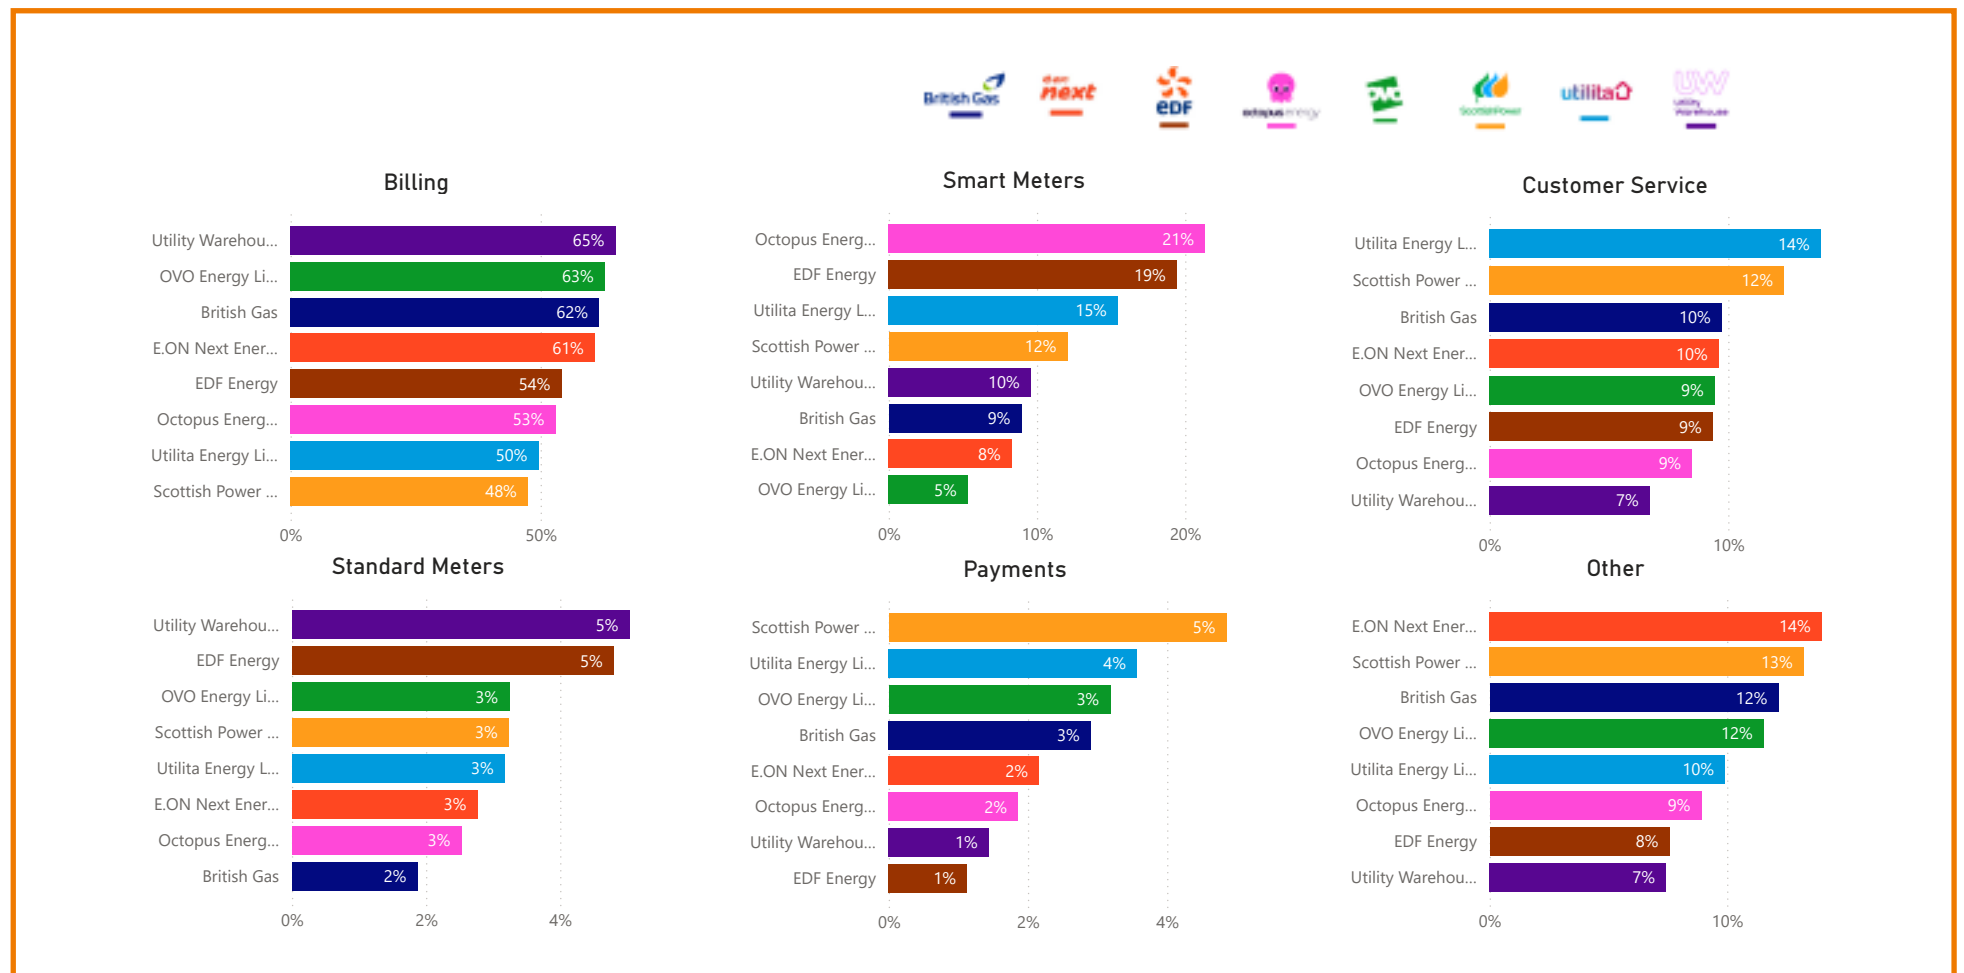 British Gas
e·on next
eDF
octopus energy
OVO
ScottishPower
utilita
UW
Utility
Warehouse
Billing
Utility Warehou... 65%
OVO Energy Li... 63%
British Gas 62%
E.ON Next Ener... 61%
EDF Energy 54%
Octopus Energ... 53%
Utilita Energy Li... 50%
Scottish Power ... 48%
0% 50%
Smart Meters
Octopus Energ... 21%
EDF Energy 19%
Utilita Energy L... 15%
Scottish Power ... 12%
Utility Warehou... 10%
British Gas 9%
E.ON Next Ener... 8%
OVO Energy Li... 5%
0% 10% 20%
Customer Service
Utilita Energy L... 14%
Scottish Power ... 12%
British Gas 10%
E.ON Next Ener... 10%
OVO Energy Li... 9%
EDF Energy 9%
Octopus Energ... 9%
Utility Warehou... 7%
0% 10%
Standard Meters
Utility Warehou... 5%
EDF Energy 5%
OVO Energy Li... 3%
Scottish Power ... 3%
Utilita Energy L... 3%
E.ON Next Ener... 3%
Octopus Energ... 3%
British Gas 2%
0% 2% 4%
Payments
Scottish Power ... 5%
Utilita Energy Li... 4%
OVO Energy Li... 3%
British Gas 3%
E.ON Next Ener... 2%
Octopus Energ... 2%
Utility Warehou... 1%
EDF Energy 1%
0% 2% 4%
Other
E.ON Next Ener... 14%
Scottish Power ... 13%
British Gas 12%
OVO Energy Li... 12%
Utilita Energy Li... 10%
Octopus Energ... 9%
EDF Energy 8%
Utility Warehou... 7%
0% 10%